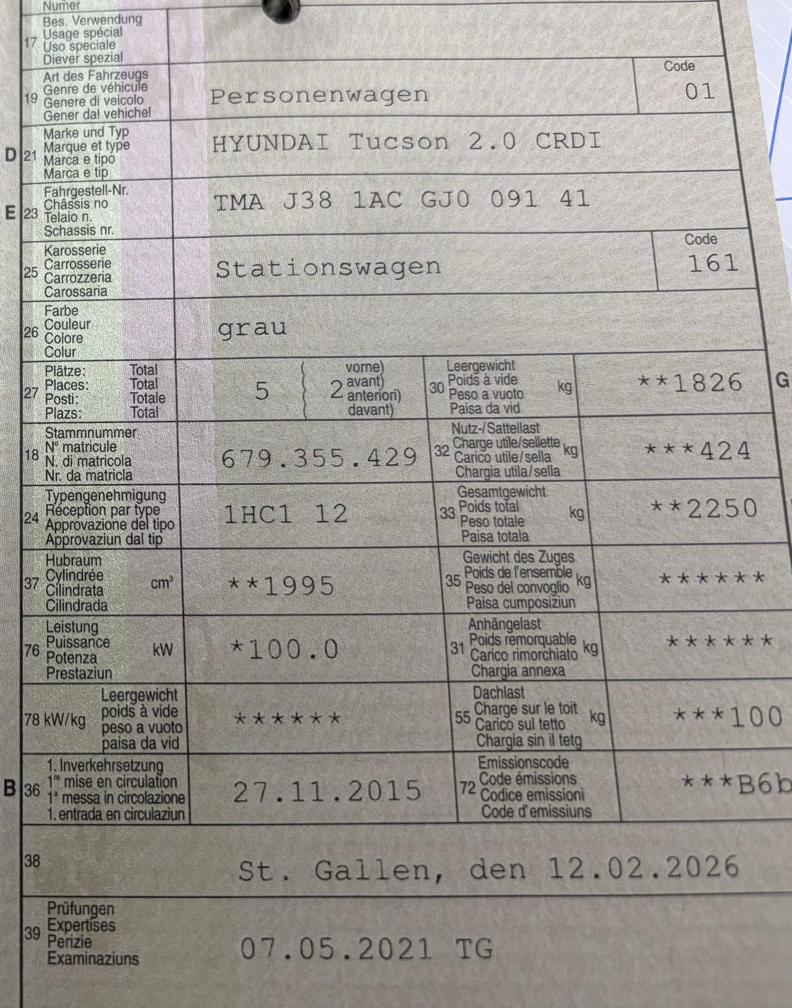 Numer
17 Bes. Verwendung
Usage spécial
Uso speciale
Diever spezial
19 Art des Fahrzeugs
Genre de véhicule
Genere di veicolo
Gener dal vehichel
Personenwagen
Code
01
D 21 Marke und Typ
Marque et type
Marca e tipo
Marca e tip
HYUNDAI Tucson 2.0 CRDI
E 23 Fahrgestell-Nr.
Châssis no
Telaio n.
Schassis nr.
TMA J38 1AC GJ0 091 41
25 Karosserie
Carrosserie
Carrozzeria
Carossaria
Stationswagen
Code
161
26 Farbe
Couleur
Colore
Colur
grau
27 Plätze: Total
Places: Total
Posti: Totale
Plazs: Total
5
2 vorne)
avant)
anteriori)
davant)
30 Leergewicht
Poids à vide
Peso a vuoto
Paisa da vid
kg
**1826
G
18 Stammnummer
N° matricule
N. di matricola
Nr. da matricla
679.355.429
32 Nutz-/Sattellast
Charge utile/sellette
Carico utile/sella
Chargia utila/sella
kg
***424
24 Typengenehmigung
Réception par type
Approvazione del tipo
Approvaziun dal tip
1HC1 12
33 Gesamtgewicht
Poids total
Peso totale
Paisa totala
kg
**2250
37 Hubraum
Cylindrée
Cilindrata
Cilindrada
cm³
**1995
35 Gewicht des Zuges
Poids de l'ensemble
Peso del convoglio
Paisa cumposiziun
kg
******
76 Leistung
Puissance
Potenza
Prestaziun
kW
*100.0
31 Anhängelast
Poids remorquable
Carico rimorchiato
Chargia annexa
kg
******
78 kW/kg Leergewicht
poids à vide
peso a vuoto
paisa da vid
******
55 Dachlast
Charge sur le toit
Carico sul tetto
Chargia sin il tetg
kg
***100
B 36 1. Inverkehrsetzung
1re mise en circulation
1a messa in circolazione
1. entrada en circulaziun
27.11.2015
72 Emissionscode
Code émissions
Codice emissioni
Code d'emissiuns
***B6b
38
St. Gallen, den 12.02.2026
39 Prüfungen
Expertises
Perizie
Examinaziuns
07.05.2021 TG